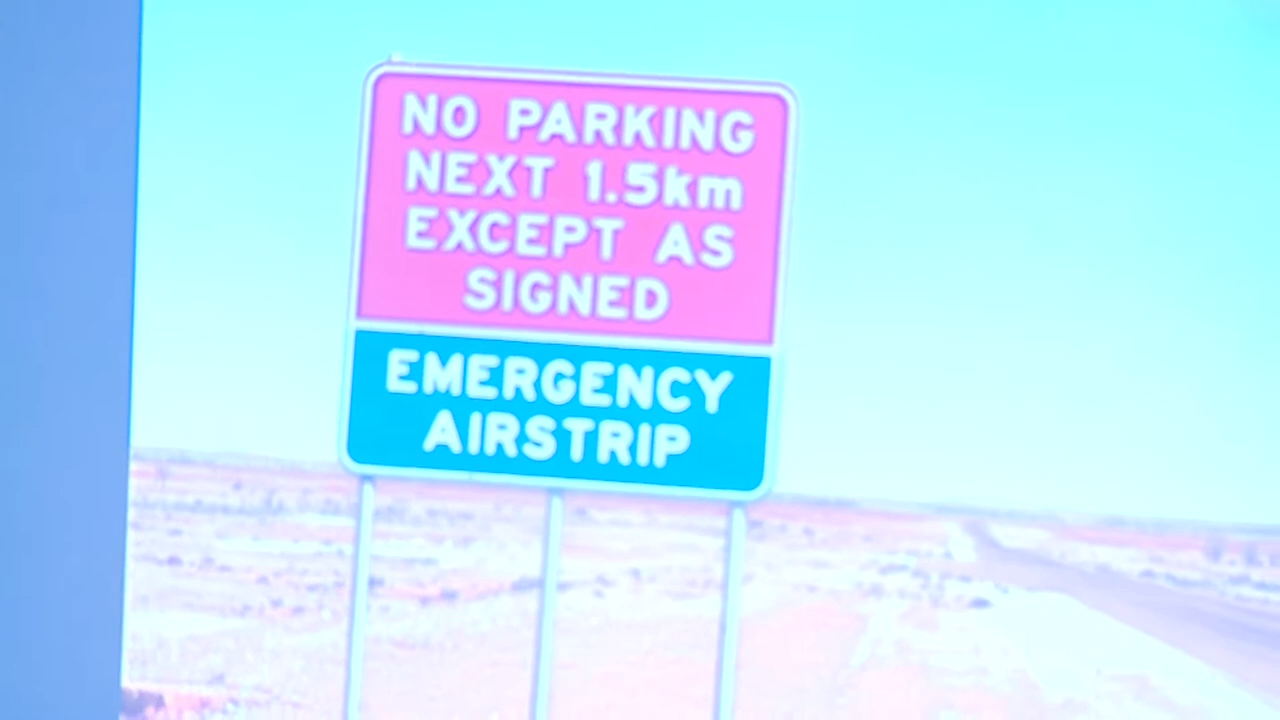 NO PARKING
NEXT 1.5km
EXCEPT AS
SIGNED
EMERGENCY
AIRSTRIP